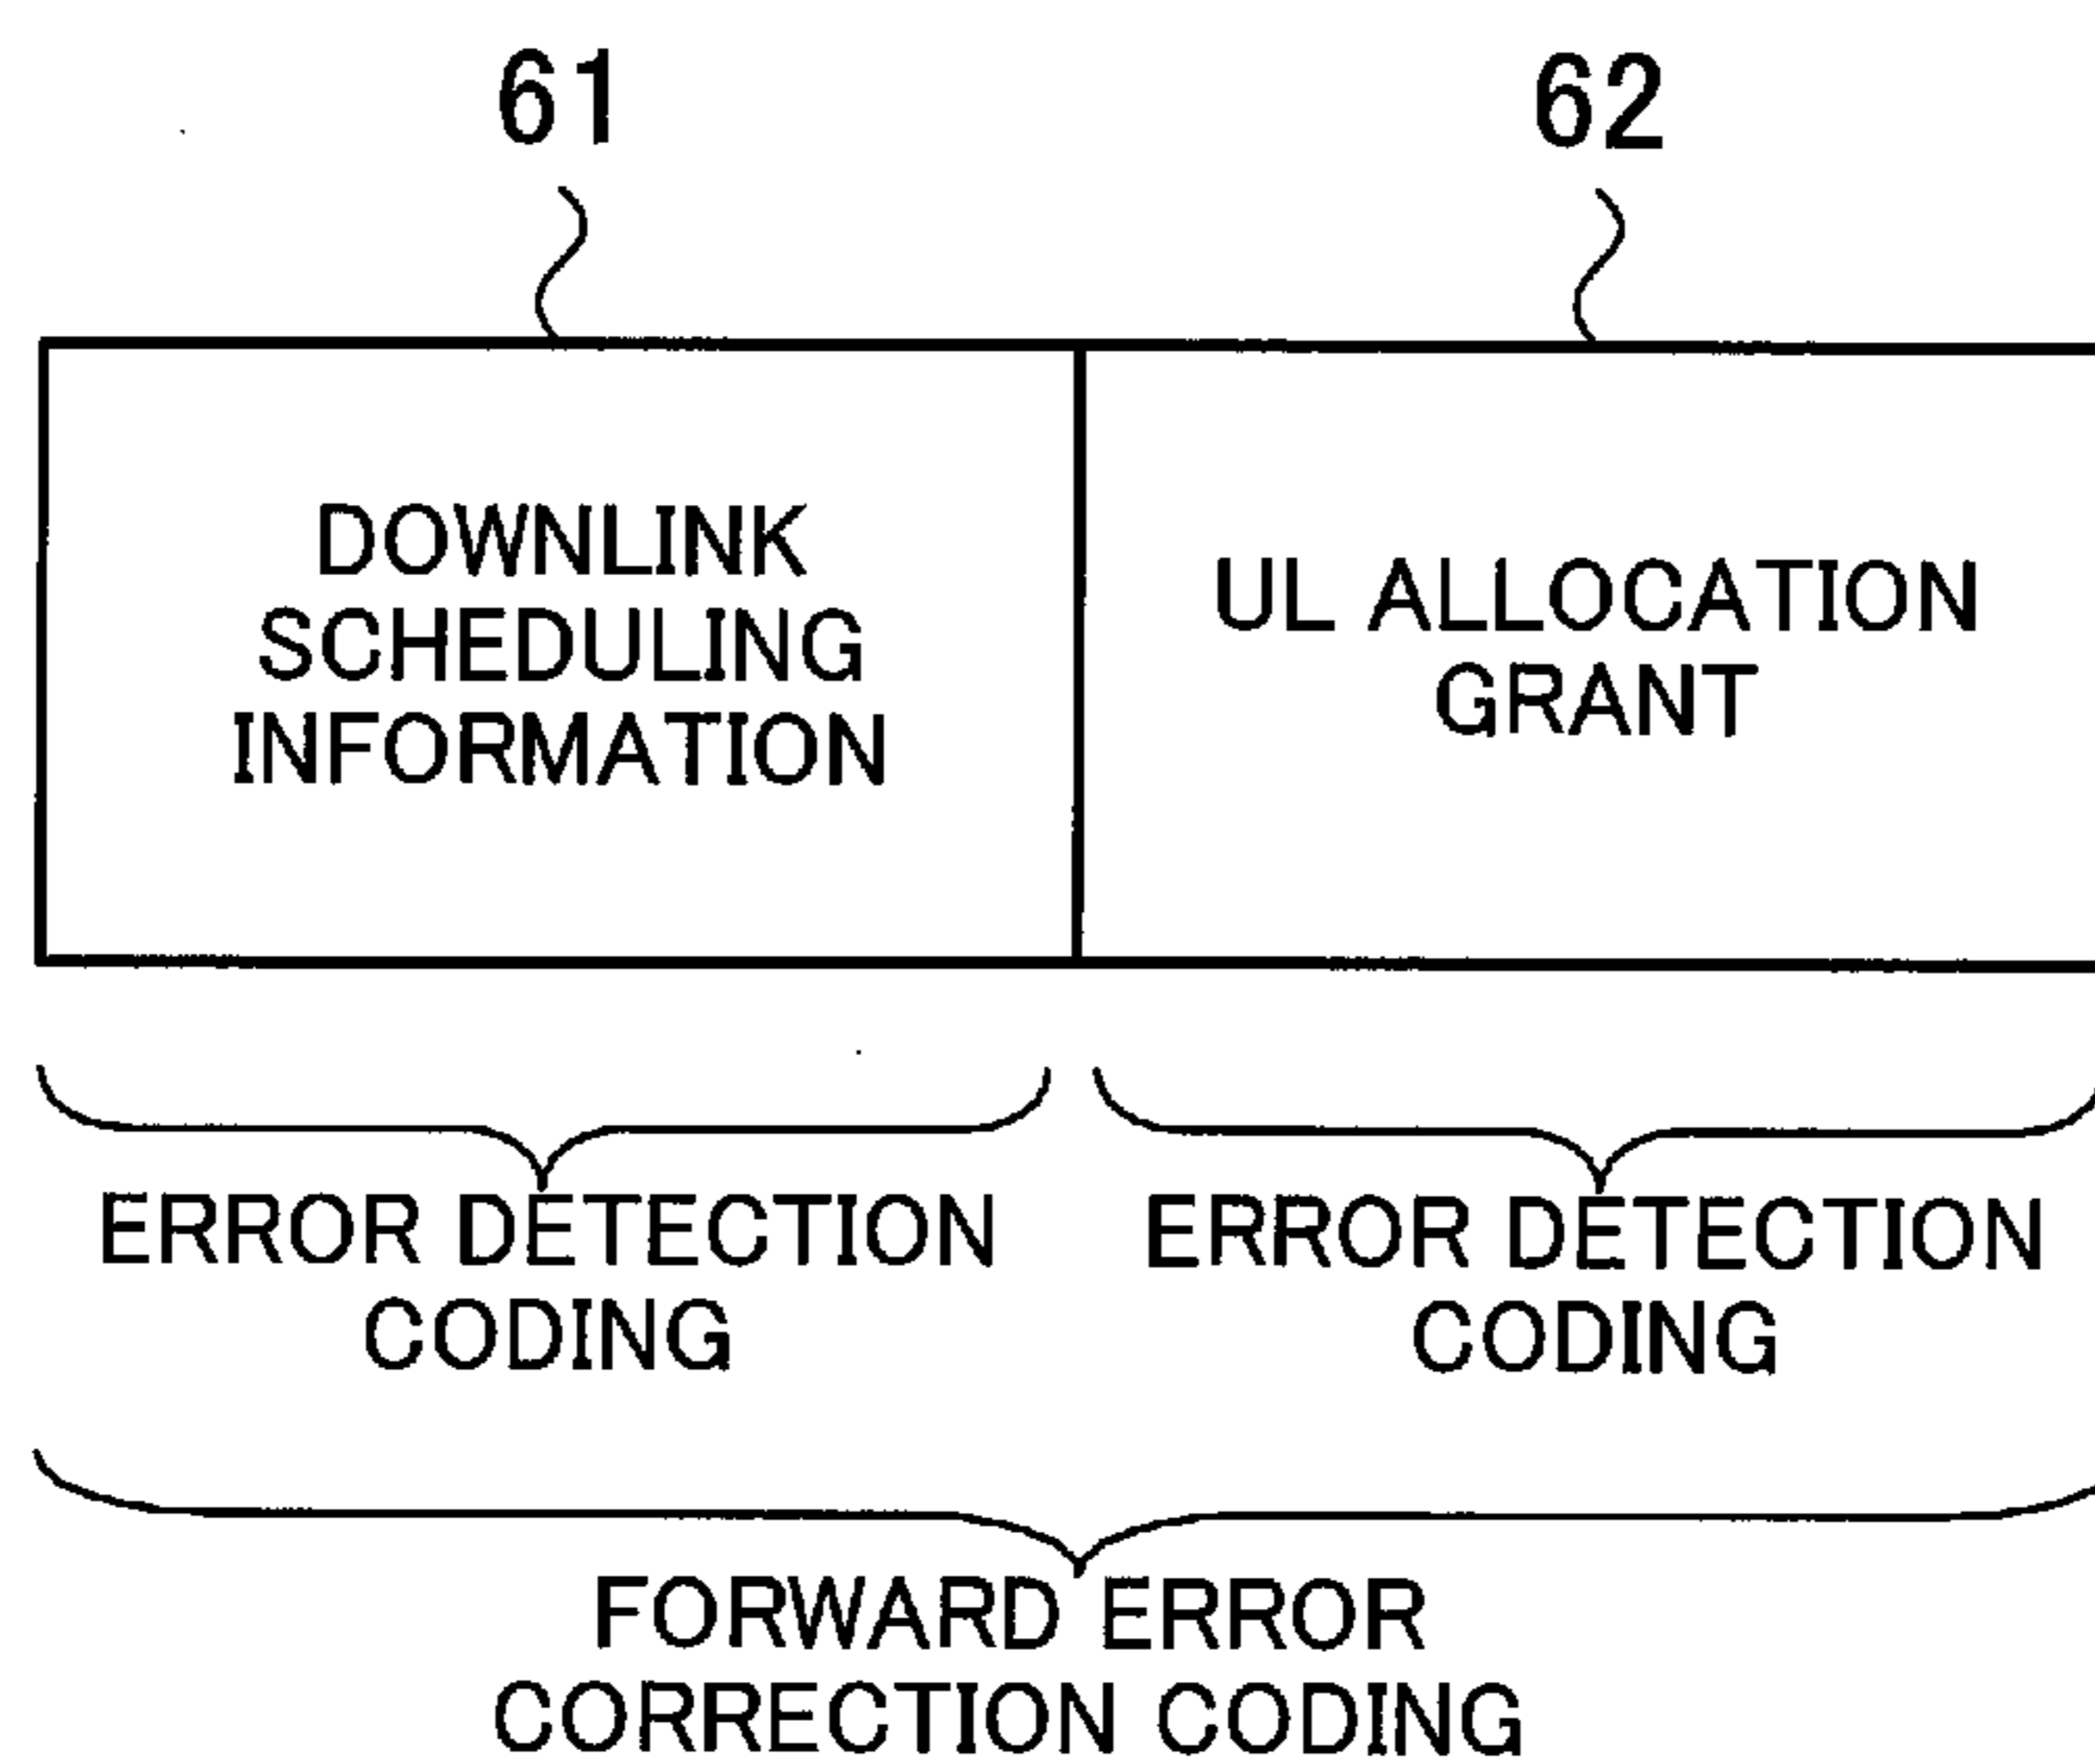 61 62
DOWNLINK
SCHEDULING
INFORMATION
UL ALLOCATION
GRANT
ERROR DETECTION
CODING
ERROR DETECTION
CODING
FORWARD ERROR
CORRECTION CODING